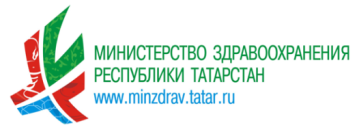 МИНИСТЕРСТВО ЗДРАВООХРАНЕНИЯ
РЕСПУБЛИКИ ТАТАРСТАН
www.minzdrav.tatar.ru